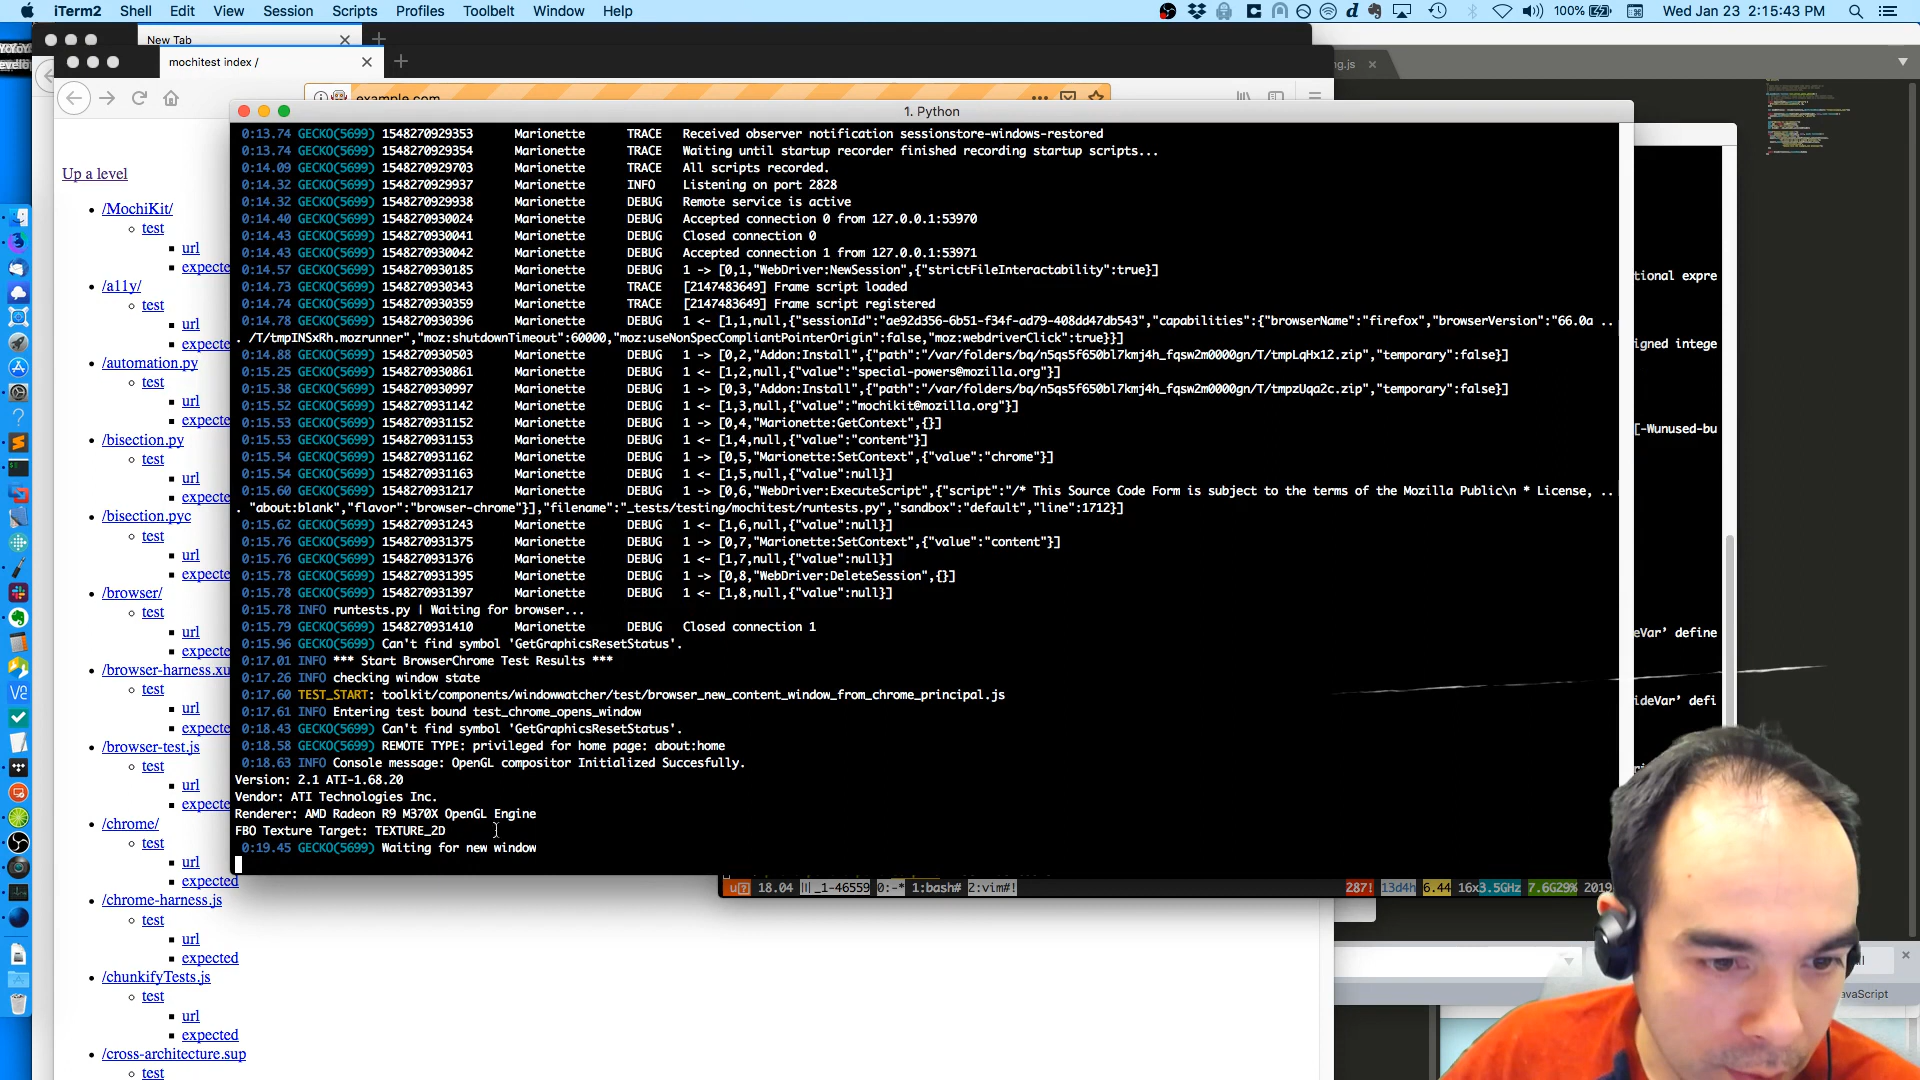 iTerm2 Shell Edit View Session Scripts Profiles Toolbelt Window Help
100% Wed Jan 23 2:15:43 PM
New Tab
mochitest index /
ng.js
example.com
1. Python
Up a level
/MochiKit/
test
url
expecte
/a11y/
test
url
expecte
/automation.py
test
url
expecte
/bisection.py
test
url
expecte
/bisection.pyc
test
url
expecte
/browser/
test
url
expecte
/browser-harness.xu
test
url
expecte
/browser-test.js
test
url
expecte
/chrome/
test
url
expected
/chrome-harness.js
test
url
expected
/chunkifyTests.js
test
url
expected
/cross-architecture.sup
test
0:13.74 GECKO(5699) 1548270929353 Marionette TRACE Received observer notification sessionstore-windows-restored
0:13.74 GECKO(5699) 1548270929354 Marionette TRACE Waiting until startup recorder finished recording startup scripts...
0:14.09 GECKO(5699) 1548270929703 Marionette TRACE All scripts recorded.
0:14.32 GECKO(5699) 1548270929937 Marionette INFO Listening on port 2828
0:14.32 GECKO(5699) 1548270929938 Marionette DEBUG Remote service is active
0:14.40 GECKO(5699) 1548270930024 Marionette DEBUG Accepted connection 0 from 127.0.0.1:53970
0:14.43 GECKO(5699) 1548270930041 Marionette DEBUG Closed connection 0
0:14.43 GECKO(5699) 1548270930042 Marionette DEBUG Accepted connection 1 from 127.0.0.1:53971
0:14.57 GECKO(5699) 1548270930185 Marionette DEBUG 1 -> [0,1,"WebDriver:NewSession",{"strictFileInteractability":true}]
0:14.73 GECKO(5699) 1548270930343 Marionette TRACE [2147483649] Frame script loaded
0:14.74 GECKO(5699) 1548270930359 Marionette TRACE [2147483649] Frame script registered
0:14.78 GECKO(5699) 1548270930396 Marionette DEBUG 1 <- [1,1,null,{"sessionId":"ae92d356-6b51-f34f-ad79-408dd47db543","capabilities":{"browserName":"firefox","browserVersion":"66.0a ..
. /T/tmpINSxRh.mozrunner","moz:shutdownTimeout":60000,"moz:useNonSpecCompliantPointerOrigin":false,"moz:webdriverClick":true}}]
0:14.88 GECKO(5699) 1548270930503 Marionette DEBUG 1 -> [0,2,"Addon:Install",{"path":"/var/folders/bq/n5qs5f650bl7kmj4h_fqsw2m0000gn/T/tmpLqHx12.zip","temporary":false}]
0:15.25 GECKO(5699) 1548270930861 Marionette DEBUG 1 <- [1,2,null,{"value":"special-powers@mozilla.org"}]
0:15.38 GECKO(5699) 1548270930997 Marionette DEBUG 1 -> [0,3,"Addon:Install",{"path":"/var/folders/bq/n5qs5f650bl7kmj4h_fqsw2m0000gn/T/tmpzUqa2c.zip","temporary":false}]
0:15.52 GECKO(5699) 1548270931142 Marionette DEBUG 1 <- [1,3,null,{"value":"mochikit@mozilla.org"}]
0:15.53 GECKO(5699) 1548270931152 Marionette DEBUG 1 -> [0,4,"Marionette:GetContext",{}]
0:15.53 GECKO(5699) 1548270931153 Marionette DEBUG 1 <- [1,4,null,{"value":"content"}]
0:15.54 GECKO(5699) 1548270931162 Marionette DEBUG 1 -> [0,5,"Marionette:SetContext",{"value":"chrome"}]
0:15.54 GECKO(5699) 1548270931163 Marionette DEBUG 1 <- [1,5,null,{"value":null}]
0:15.60 GECKO(5699) 1548270931217 Marionette DEBUG 1 -> [0,6,"WebDriver:ExecuteScript",{"script":"/* This Source Code Form is subject to the terms of the Mozilla Public\n * License, ..
. "about:blank","flavor":"browser-chrome"}],"filename":"_tests/testing/mochitest/runtests.py","sandbox":"default","line":1712}]
0:15.62 GECKO(5699) 1548270931243 Marionette DEBUG 1 <- [1,6,null,{"value":null}]
0:15.76 GECKO(5699) 1548270931375 Marionette DEBUG 1 -> [0,7,"Marionette:SetContext",{"value":"content"}]
0:15.76 GECKO(5699) 1548270931376 Marionette DEBUG 1 <- [1,7,null,{"value":null}]
0:15.78 GECKO(5699) 1548270931395 Marionette DEBUG 1 -> [0,8,"WebDriver:DeleteSession",{}]
0:15.78 GECKO(5699) 1548270931397 Marionette DEBUG 1 <- [1,8,null,{"value":null}]
0:15.78 INFO runtests.py | Waiting for browser...
0:15.79 GECKO(5699) 1548270931410 Marionette DEBUG Closed connection 1
0:15.96 GECKO(5699) Can't find symbol 'GetGraphicsResetStatus'.
0:17.01 INFO *** Start BrowserChrome Test Results ***
0:17.26 INFO checking window state
0:17.60 TEST_START: toolkit/components/windowwatcher/test/browser_new_content_window_from_chrome_principal.js
0:17.61 INFO Entering test bound test_chrome_opens_window
0:18.43 GECKO(5699) Can't find symbol 'GetGraphicsResetStatus'.
0:18.58 GECKO(5699) REMOTE TYPE: privileged for home page: about:home
0:18.63 INFO Console message: OpenGL compositor Initialized Succesfully.
Version: 2.1 ATI-1.68.20
Vendor: ATI Technologies Inc.
Renderer: AMD Radeon R9 M370X OpenGL Engine
FBO Texture Target: TEXTURE_2D
0:19.45 GECKO(5699) Waiting for new window
tional expre
igned intege
[-Wunused-bu
eVar’ define
ideVar’ defi
18.04 _1-46559 0:-* 1:bash# 2:vim#! 287! 13d4h 6.44 16x3.5GHz 7.6G29% 2019
avaScript